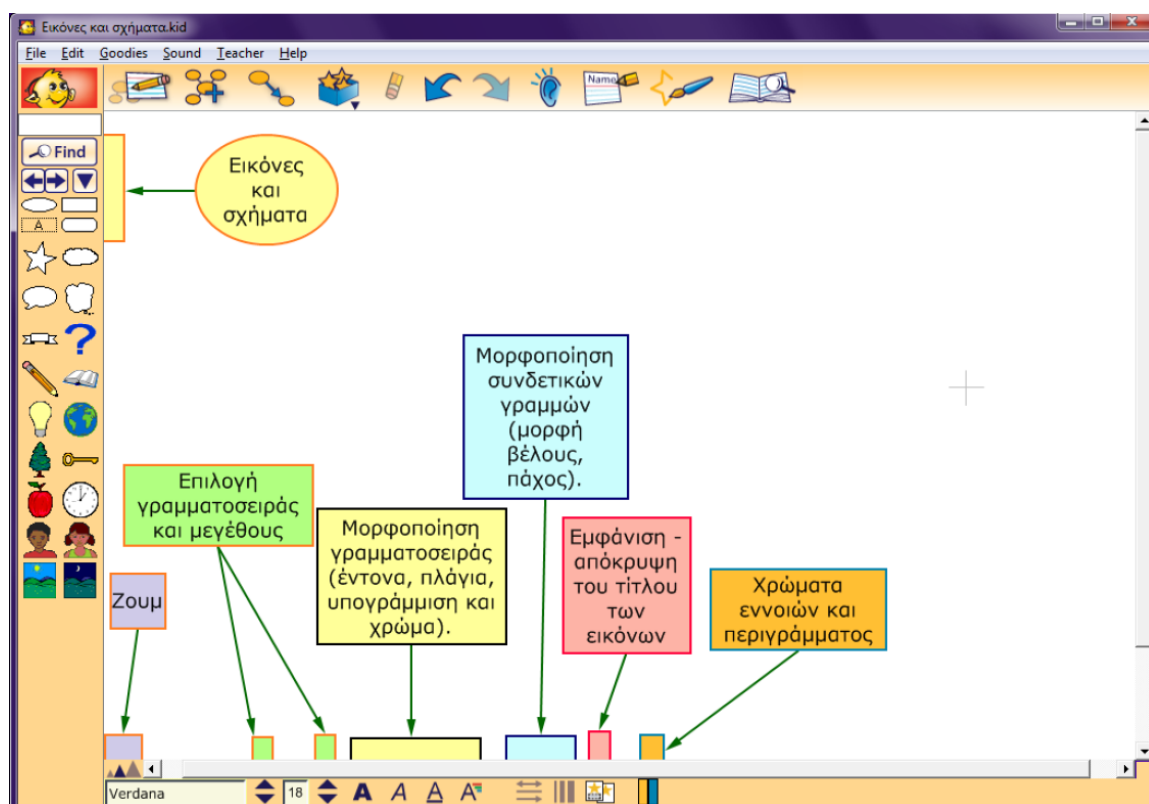 Εικόνες και σχήματα.kid
File Edit Goodies Sound Teacher Help
Name
Find
A
Εικόνες
και
σχήματα
Μορφοποίηση
συνδετικών
γραμμών
(μορφή
βέλους,
πάχος).
Επιλογή
γραμματοσειράς
και μεγέθους
Μορφοποίηση
γραμματοσειράς
(έντονα, πλάγια,
υπογράμμιση και
χρώμα).
Εμφάνιση -
απόκρυψη
του τίτλου
των
εικόνων
Χρώματα
εννοιών και
περιγράμματος
Ζουμ
Verdana 18 A A A A